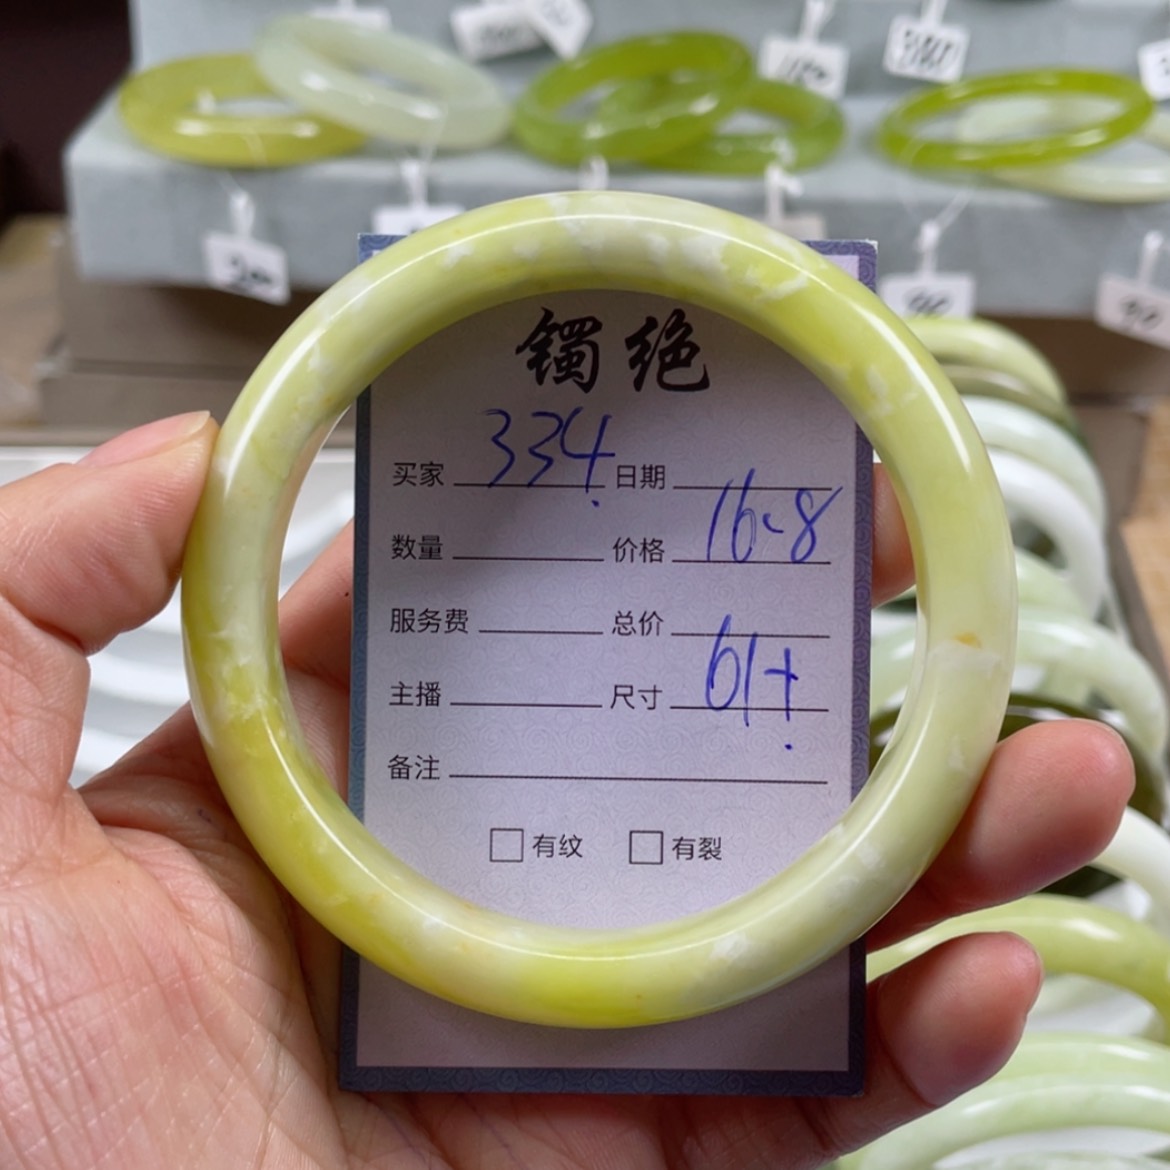 镯绝
买家 334. 日期
数量 价格 16-8
服务费 总价
主播 尺寸 61+.
备注
□有纹 □有裂